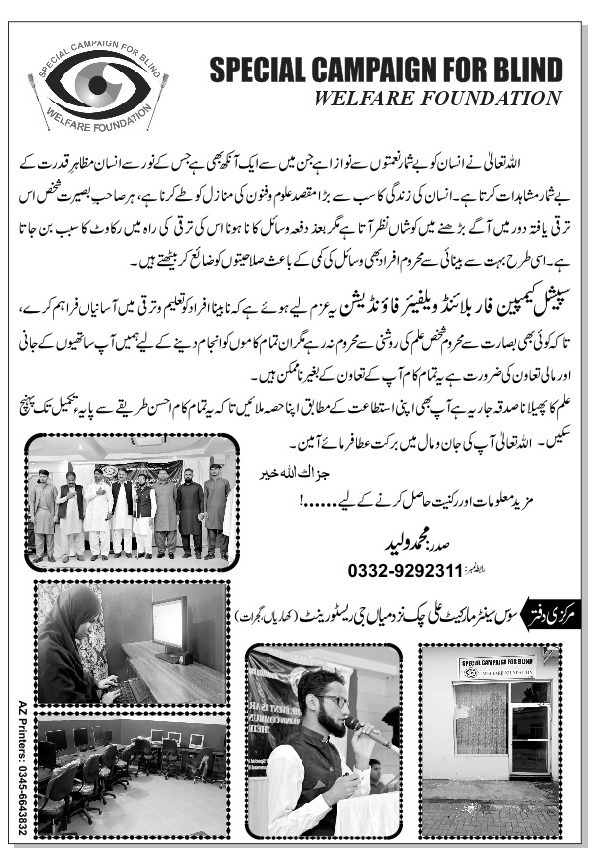 SPECIAL CAMPAIGN FOR BLIND
WELFARE FOUNDATION
SPECIAL CAMPAIGN FOR BLIND
WELFARE FOUNDATION
اللہ تعالیٰ نے انسان کو بے شمار نعمتوں سے نوازا ہے جن میں سے ایک آنکھ بھی ہے جس کے نور سے انسان مظاہرِ قدرت کے
بے شمار مشاہدات کرتا ہے۔ انسان کی زندگی کا سب سے بڑا مقصد علوم و فنون کی منازل کو طے کرنا ہے، ہر صاحب بصیرت شخص اس
ترقی یافتہ دور میں آگے بڑھنے میں کوشاں نظر آتا ہے مگر بعد دفعہ وسائل کا نا ہونا اس کی ترقی کی راہ میں رکاوٹ کا سبب بن جاتا
ہے۔ اسی طرح بہت سے بینائی سے محروم افراد بھی وسائل کی کمی کے باعث صلاحیتوں کو ضائع کر بیٹھتے ہیں۔
سپیشل کیمپین فار بلائنڈ ویلفیئر فاؤنڈیشن یہ عزم لیے ہوئے ہے کہ نابینا افراد کو تعلیم و ترقی میں آسانیاں فراہم کرے،
تاکہ کوئی بھی بصارت سے محروم شخص علم کی روشنی سے محروم نہ رہے مگر ان تمام کاموں کو انجام دینے کے لیے ہمیں آپ ساتھیوں کے جانی
اور مالی تعاون کی ضرورت ہے یہ تمام کام آپ کے تعاون کے بغیر ناممکن ہیں۔
علم کا پھیلانا صدقہ جاریہ ہے آپ بھی اپنی استطاعت کے مطابق اپنا حصہ ملائیں تاکہ یہ تمام کام احسن طریقے سے پایہء تکمیل تک پہنچ
سکیں۔ اللہ تعالیٰ آپ کی جان و مال میں برکت عطا فرمائے آمین۔
جزاک اللہ خیر
مزید معلومات اور رکنیت حاصل کرنے کے لیے......!
صدر: محمد ولید
رابطہ نمبر: 0332-9292311
مرکزی دفتر سوس سینٹر مارکیٹ علی چک نزد میاں جی ریسٹورینٹ (کھاریاں، گجرات)
SPECIAL CAMPAIGN FOR BLIND
WELFARE FOUNDATION
AZ Printers: 0345-6643832